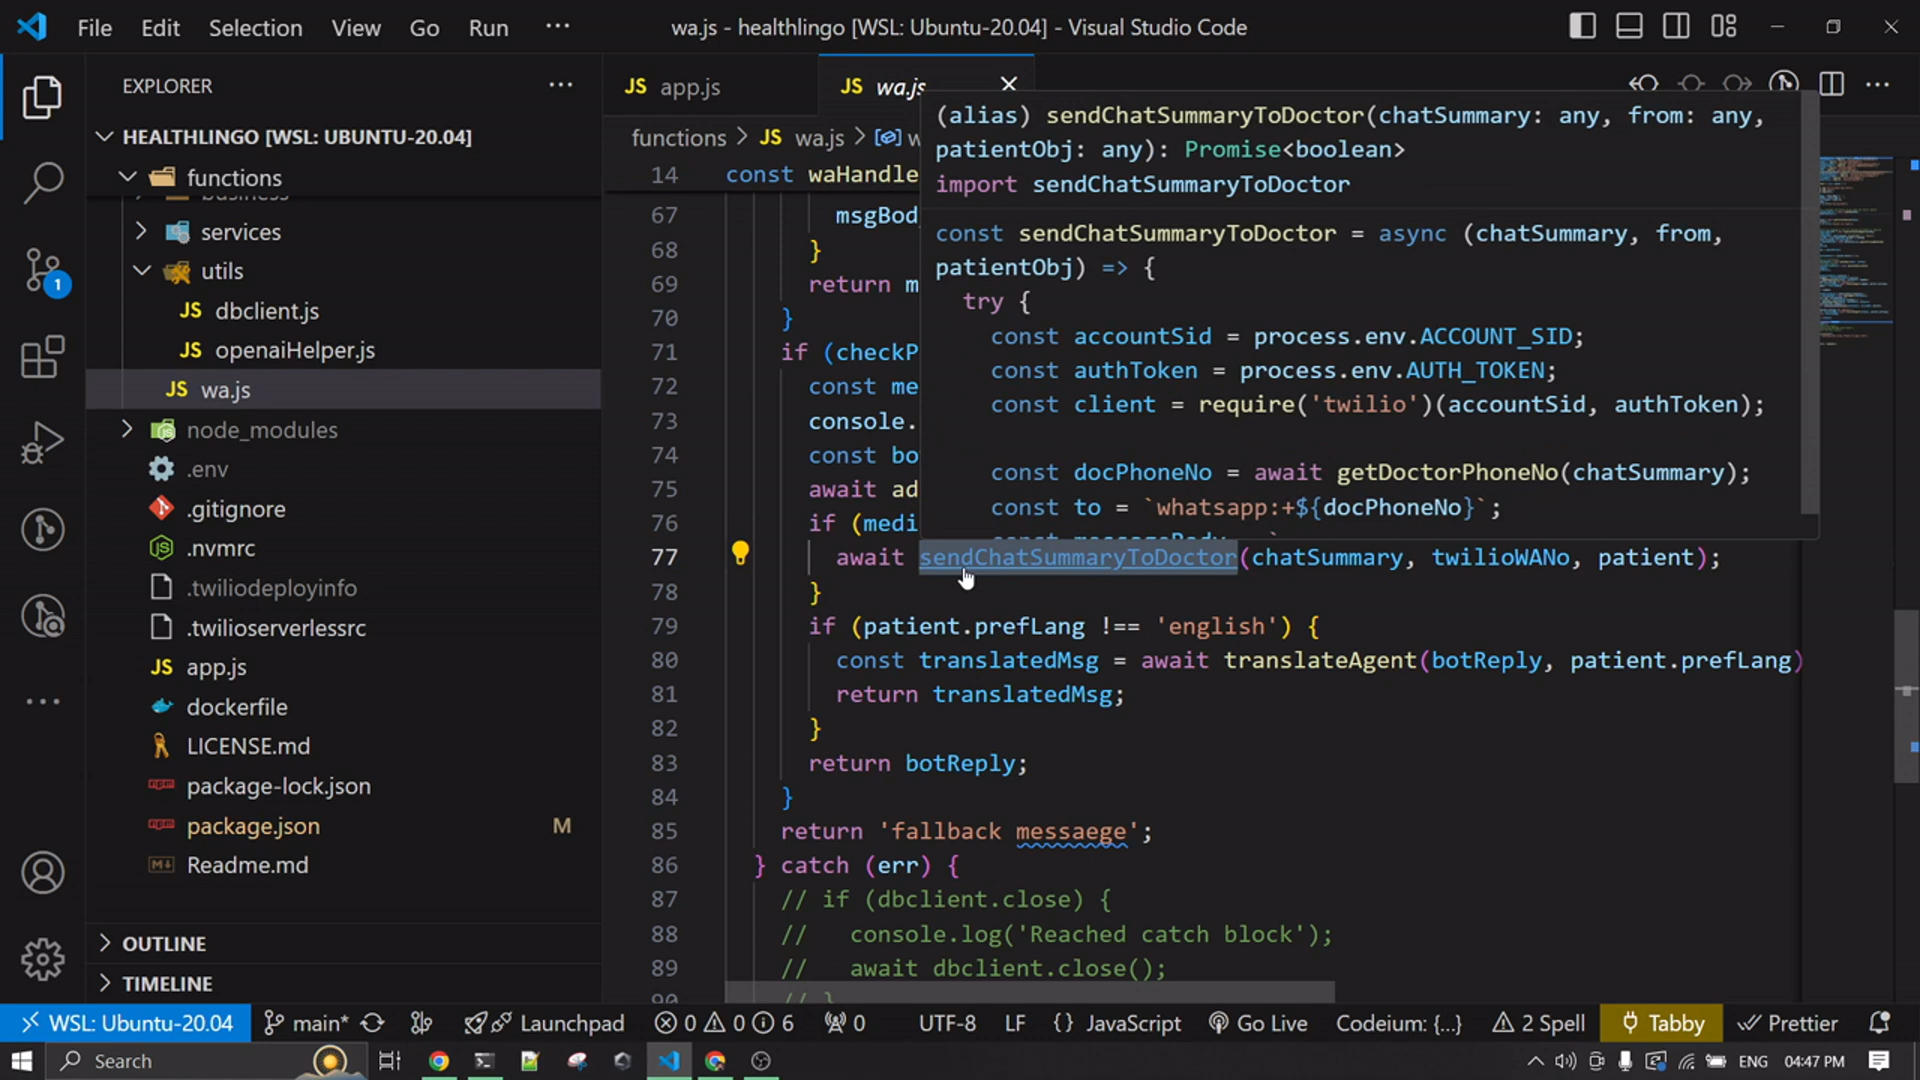 File Edit Selection View Go Run ···
wa.js - healthlingo [WSL: Ubuntu-20.04] - Visual Studio Code
EXPLORER
HEALTHLINGO [WSL: UBUNTU-20.04]
functions
business
services
utils
JS dbclient.js
JS openaiHelper.js
JS wa.js
node_modules
.env
.gitignore
.nvmrc
.twiliodeployinfo
.twilioserverlessrc
JS app.js
dockerfile
LICENSE.md
package-lock.json
package.json M
Readme.md
OUTLINE
TIMELINE
1
JS app.js
JS wa.js
functions > JS wa.js >
(alias) sendChatSummaryToDoctor(chatSummary: any, from: any,
patientObj: any): Promise<boolean>
import sendChatSummaryToDoctor
const sendChatSummaryToDoctor = async (chatSummary, from,
patientObj) => {
try {
const accountSid = process.env.ACCOUNT_SID;
const authToken = process.env.AUTH_TOKEN;
const client = require('twilio')(accountSid, authToken);
const docPhoneNo = await getDoctorPhoneNo(chatSummary);
const to = `whatsapp:+${docPhoneNo}`;
14 const waHandle
67 msgBod
68 }
69 return m
70 }
71 if (checkP
72 const me
73 console.
74 const bo
75 await ad
76 if (medi
77 await sendChatSummaryToDoctor(chatSummary, twilioWANo, patient);
78 }
79 if (patient.prefLang !== 'english') {
80 const translatedMsg = await translateAgent(botReply, patient.prefLang)
81 return translatedMsg;
82 }
83 return botReply;
84 }
85 return 'fallback messaege';
86 } catch (err) {
87 // if (dbclient.close) {
88 // console.log('Reached catch block');
89 // await dbclient.close();
90 // }
WSL: Ubuntu-20.04 main* Launchpad 0 0 6 0 UTF-8 LF {} JavaScript Go Live Codeium: {...} 2 Spell Tabby Prettier
Search ENG 04:47 PM